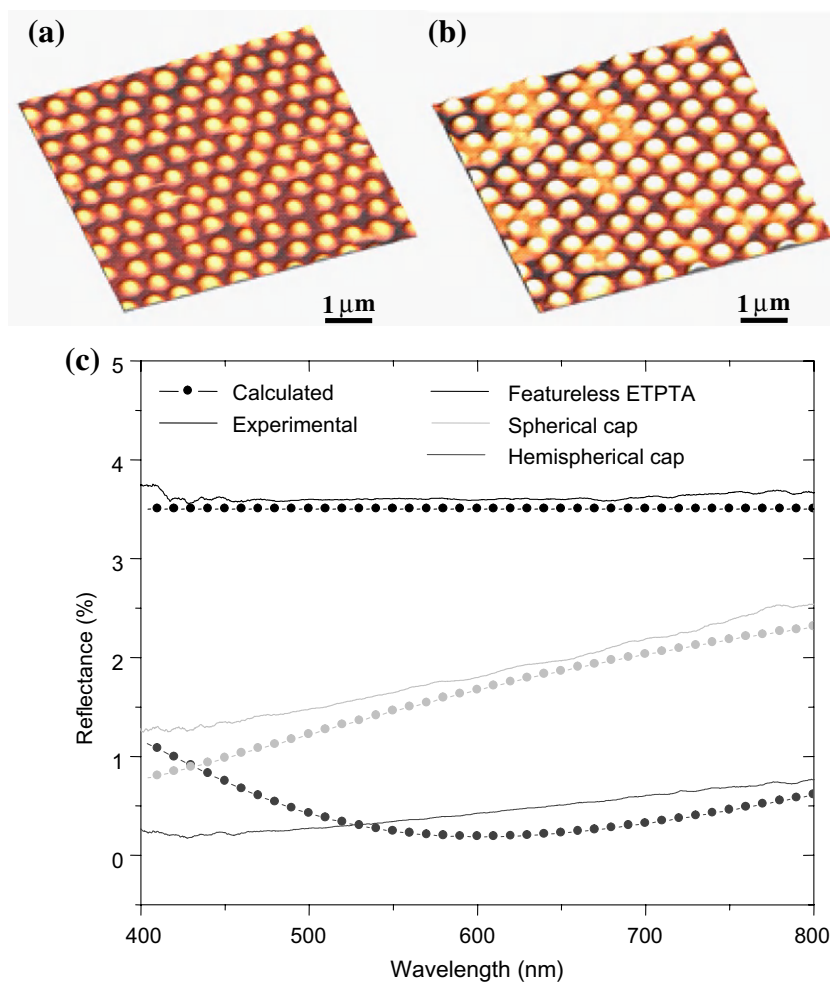 (a)
(b)
1 μm
1 μm
(c)
5
4
3
2
1
0
Reflectance (%)
Calculated
Experimental
Featureless ETPTA
Spherical cap
Hemispherical cap
400
500
600
700
800
Wavelength (nm)